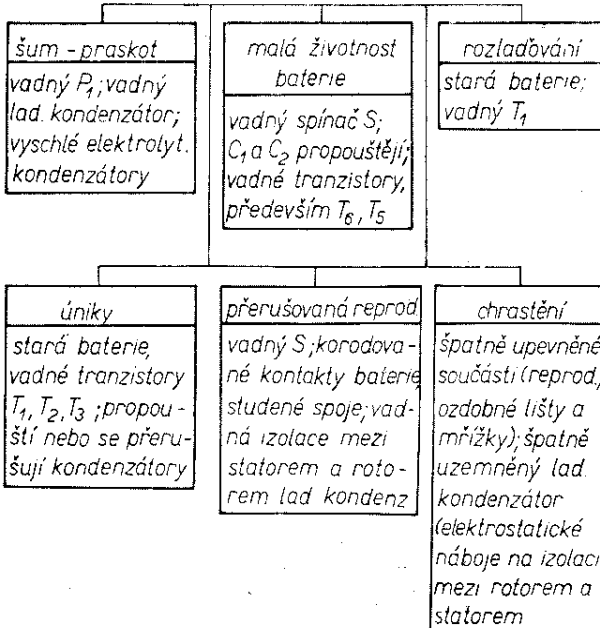 šum - praskot
vadný P₁; vadný
lad. kondenzátor;
vyschlé elektrolyt.
kondenzátory
malá životnost
baterie
vadný spínač S;
C₁ a C₂ propouštějí;
vadné tranzistory,
především T₆, T₅
rozlaďování
stará baterie;
vadný T₁
úniky
stará baterie,
vadné tranzistory
T₁, T₂, T₃; propou-
ští nebo se přeru-
šují kondenzátory
přerušovaná reprod.
vadný S; korodova-
né kontakty baterie
studené spoje; vad-
ná izolace mezi
statorem a roto-
rem lad kondenz
chrastění
špatně upevněné
součásti (reprod,
ozdobné lišty a
mřížky); špatně
uzemněný lad.
kondenzátor
(elektrostatické
náboje na izolaci
mezi rotorem a
statorem